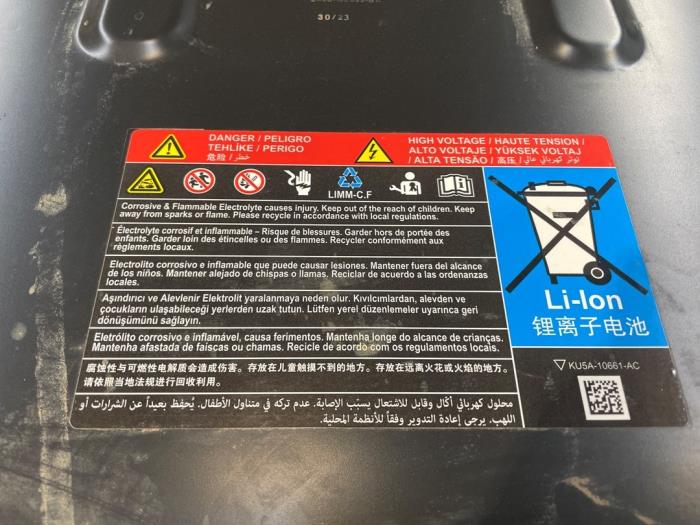 30/23
DANGER / PELIGRO
TEHLİKE / PERIGO
危险 / خطر
HIGH VOLTAGE / HAUTE TENSION /
ALTO VOLTAJE / YÜKSEK VOLTAJ
/ ALTA TENSÃO / 高压 / توتر كهربائي عالي
LIMM-C.F
Corrosive & Flammable Electrolyte causes injury. Keep out of the reach of children. Keep
away from sparks or flame. Please recycle in accordance with local regulations.
Électrolyte corrosif et inflammable – Risque de blessures. Garder hors de portée des
enfants. Garder loin des étincelles ou des flammes. Recycler conformément aux
règlements locaux.
Electrolito corrosivo e inflamable que puede causar lesiones. Mantener fuera del alcance
de los niños. Mantener alejado de chispas o llamas. Reciclar de acuerdo a las ordenanzas
locales.
Aşındırıcı ve Alevlenir Elektrolit yaralanmaya neden olur. Kıvılcımlardan, alevden ve
çocukların ulaşabileceği yerlerden uzak tutun. Lütfen yerel düzenlemeler uyarınca geri
dönüşümünü sağlayın.
Eletrólito corrosivo e inflamável, causa ferimentos. Mantenha longe do alcance de crianças.
Mantenha afastada de faíscas ou chamas. Recicle de acordo com os regulamentos locais.
腐蚀性与可燃性电解质会造成伤害。存放在儿童触摸不到的地方。存放在远离火花或火焰的地方。
请依照当地法规进行回收利用。
محلول كهربائي أكّال وقابل للاشتعال يسبّب الإصابة. عدم تركه في متناول الأطفال. يُحفظ بعيداً عن الشرارات أو
اللهب. يرجى إعادة التدوير وفقاً للأنظمة المحلية.
Li-Ion
锂离子电池
KU5A-10661-AC